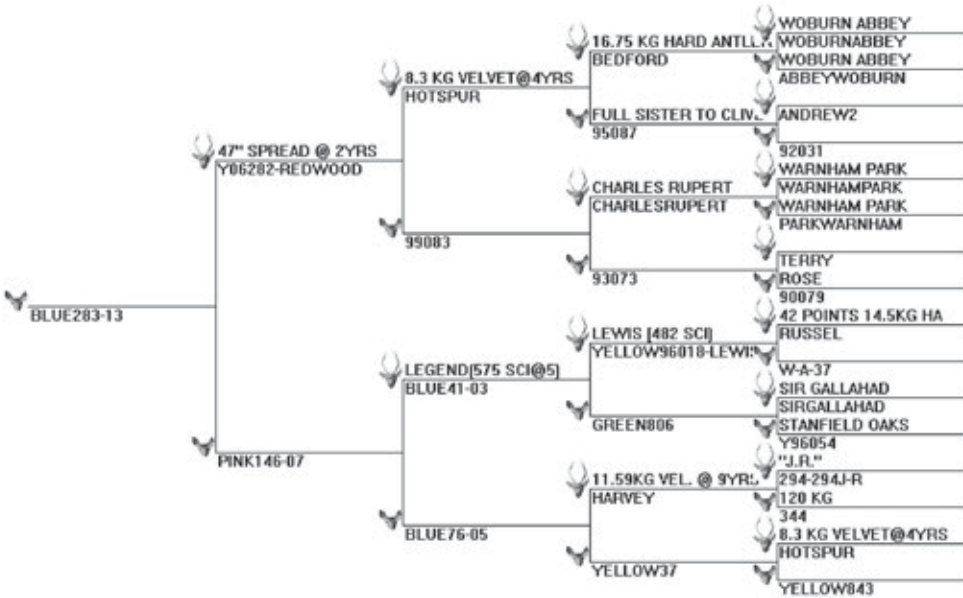 BLUE283-13
47" SPREAD @ 2YRS
Y06282-REDWOOD
PINK146-07
8.3 KG VELVET@4YRS
HOTSPUR
99083
LEGEND(575 SCI@5)
BLUE41-03
BLUE76-05
16.75 KG HARD
BEDFORD
FULL SISTER TO
95087
CHARLES RUPERT
CHARLESRUPERT
93073
LEWIS [482 SCI]
YELLOW96018-LEWIS
GREEN806
11.59KG VEL. @ 9YRS
HARVEY
YELLOW37
WOBURN ABBEY
WOBURNABBEY
WOBURN ABBEY
ABBEYWOBURN
ANDREW2
92031
WARNHAM PARK
WARNHAMPARK
WARNHAM PARK
PARKWARNHAM
TERRY
ROSE
90079
42 POINTS 14.5KG HA
RUSSEL
W-A-37
SIR GALLAHAD
SIRGALLAHAD
STANFIELD OAKS
Y96054
"J.R."
294-294J-R
120 KG
344
8.3 KG VELVET@4YRS
HOTSPUR
YELLOW843